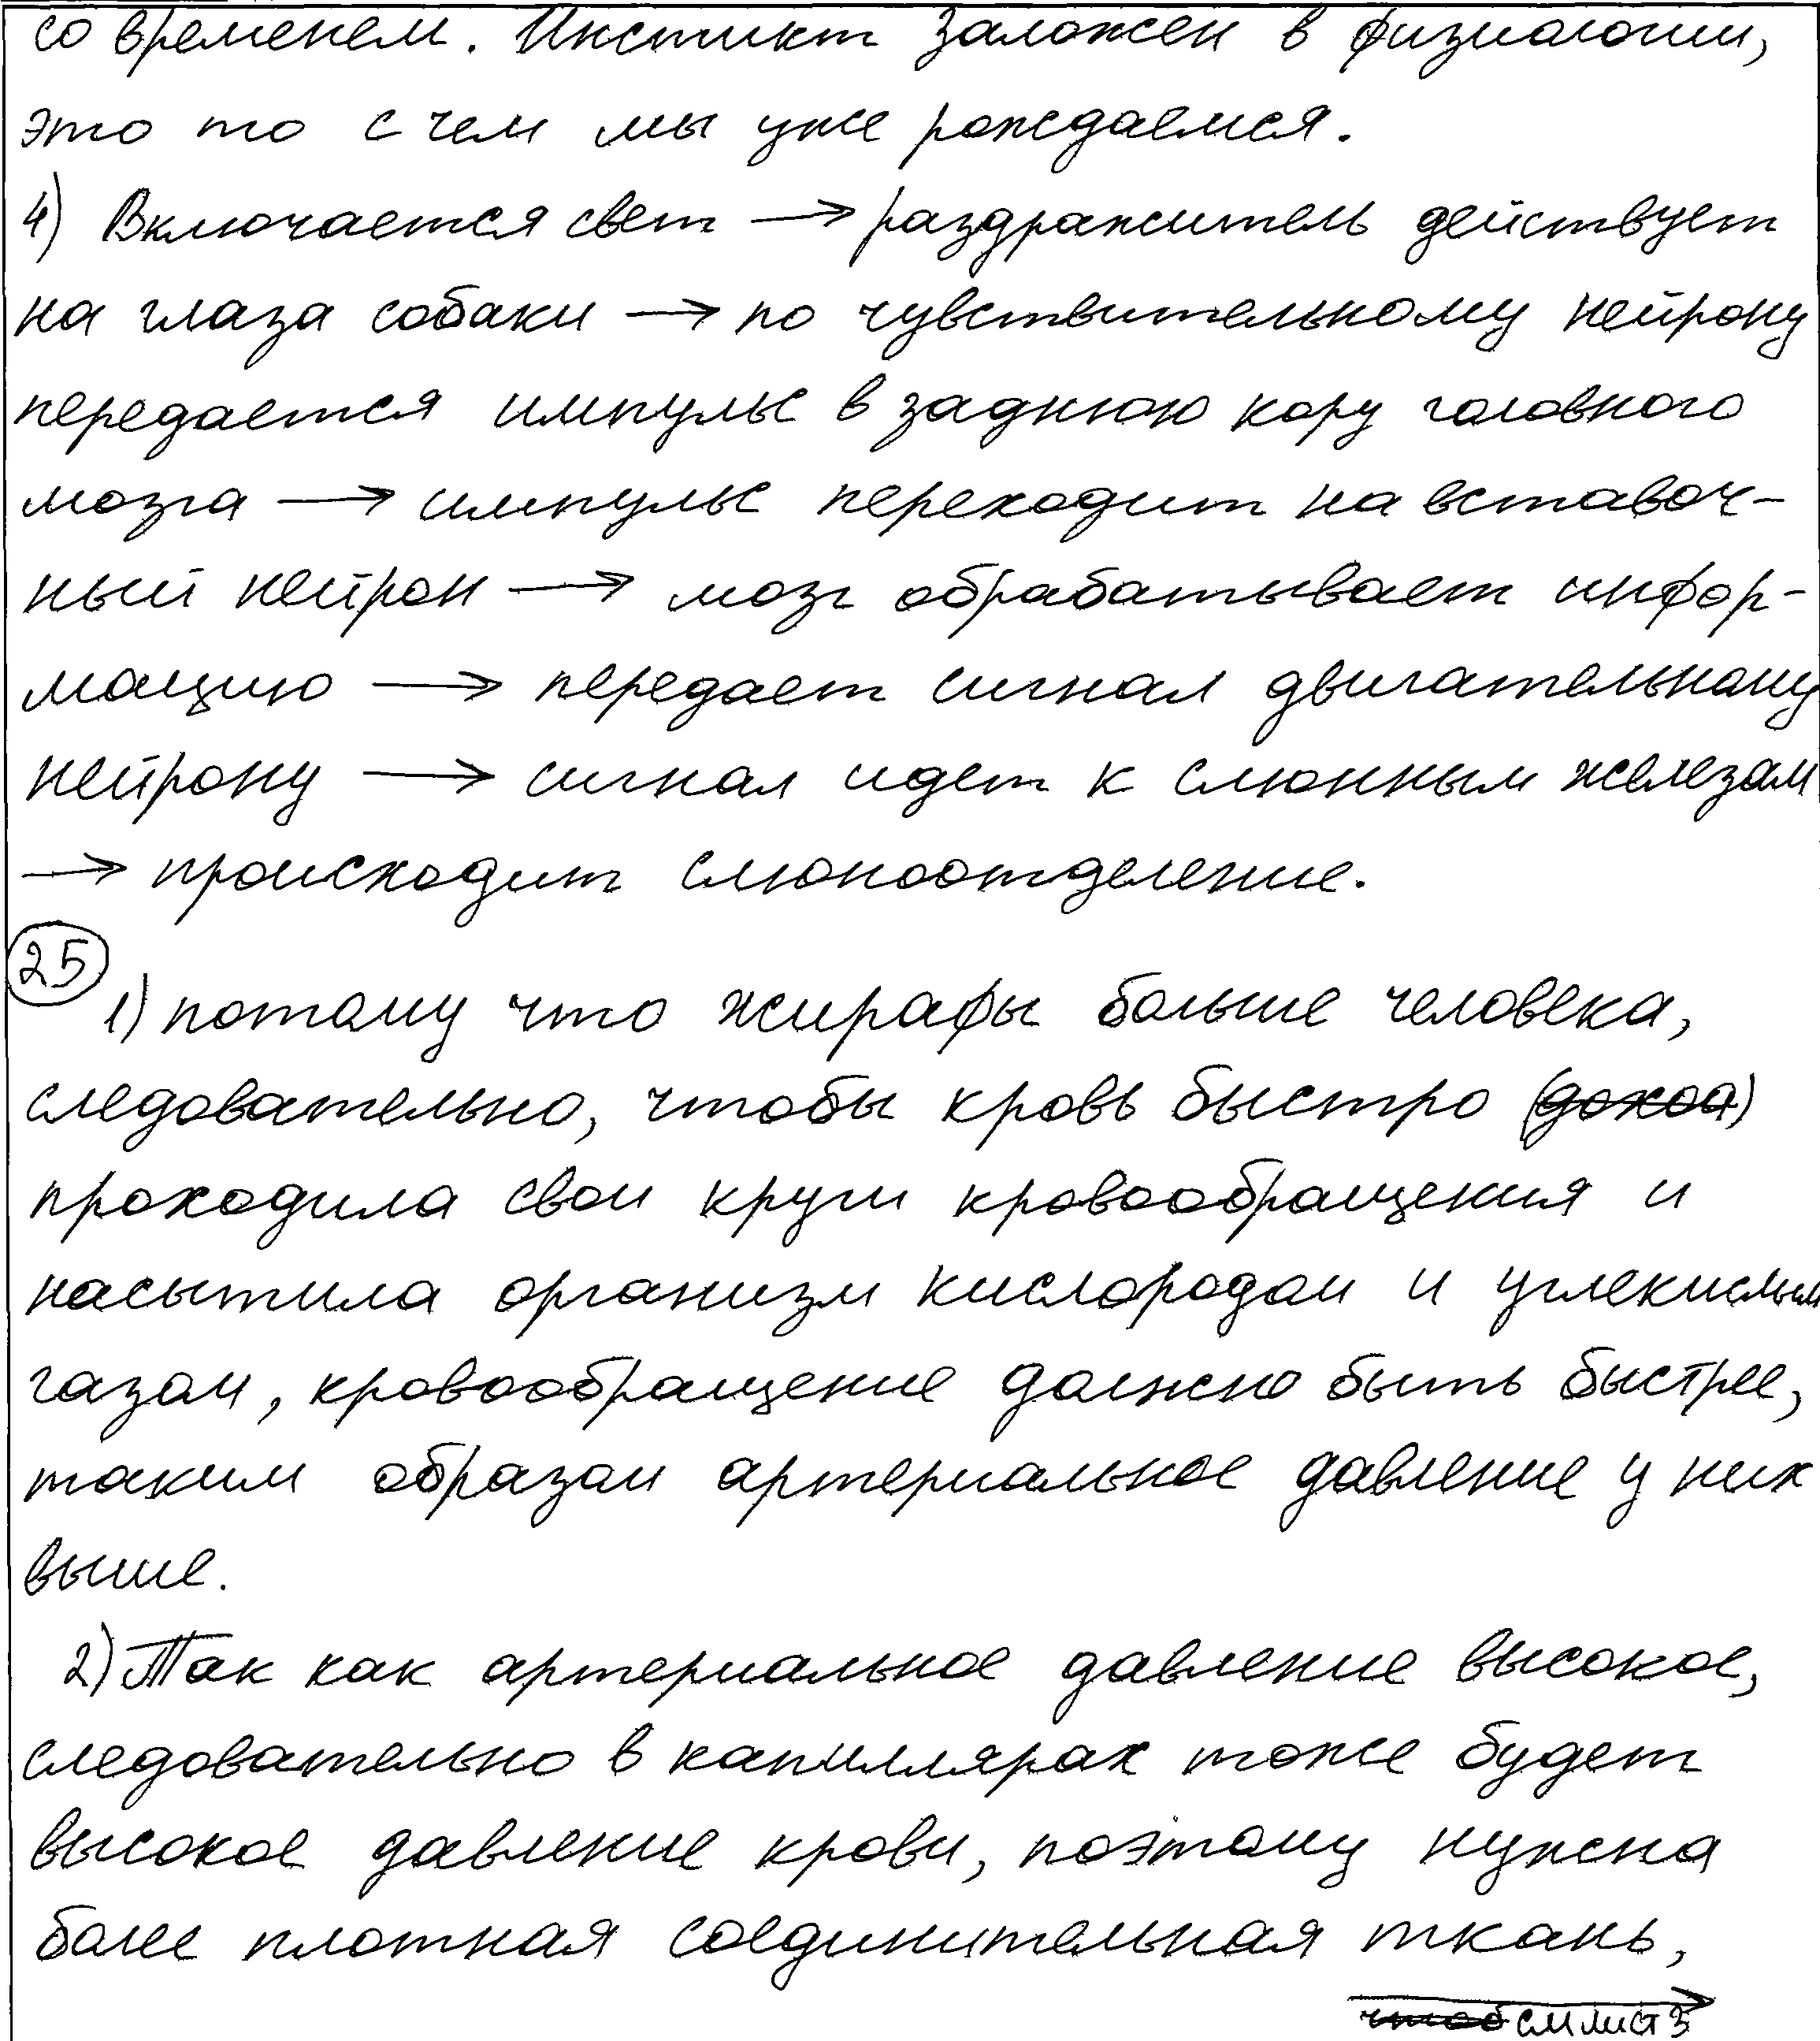 со временем. Инстинкт заложен в физиологии,
это то с чем мы уже рождаемся.
4) Включается свет → раздражитель действует
на глаза собаки → по чувствительному нейрону
передается импульс в заднюю кору головного
мозга → импульс переходит на вставоч-
ный нейрон → мозг обрабатывает инфор-
мацию → передает сигнал двигательному
нейрону → сигнал идет к слюнным железам
→ происходит слюноотделение.
25
1) потому что жирафы больше человека,
следовательно, чтобы кровь быстро (доход)
проходила свои круги кровообращения и
насытила организм кислородом и углекислым
газом, кровообращение должно быть быстрее,
таким образом артериальное давление у них
выше.
2) Так как артериальное давление высокое,
следовательно в капиллярах тоже будет
высокое давление крови, поэтому нужна
более плотная соединительная ткань,
чтоб см лист 3